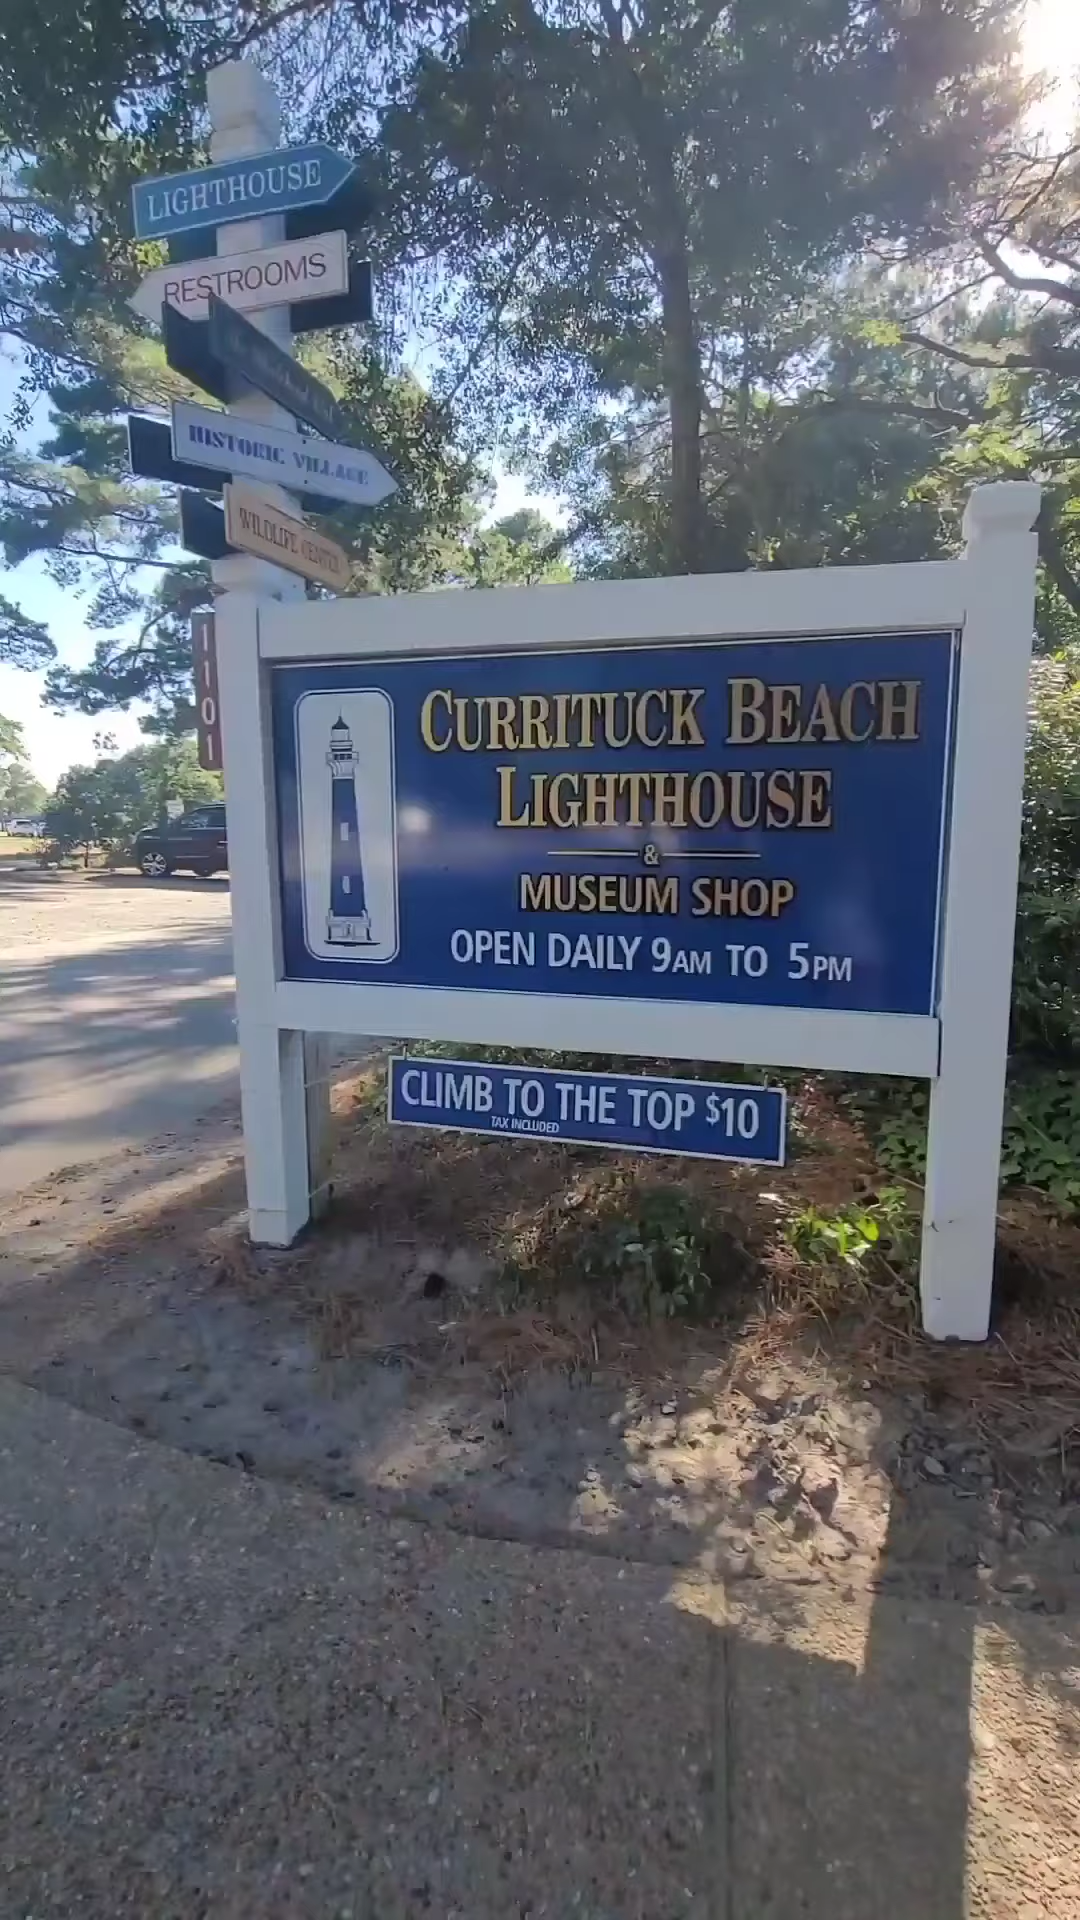 LIGHTHOUSE
RESTROOMS
HISTORIC VILLAGE
WILDLIFE CENTER
1101
CURRITUCK BEACH
LIGHTHOUSE
&
MUSEUM SHOP
OPEN DAILY 9AM TO 5PM
CLIMB TO THE TOP $10
TAX INCLUDED